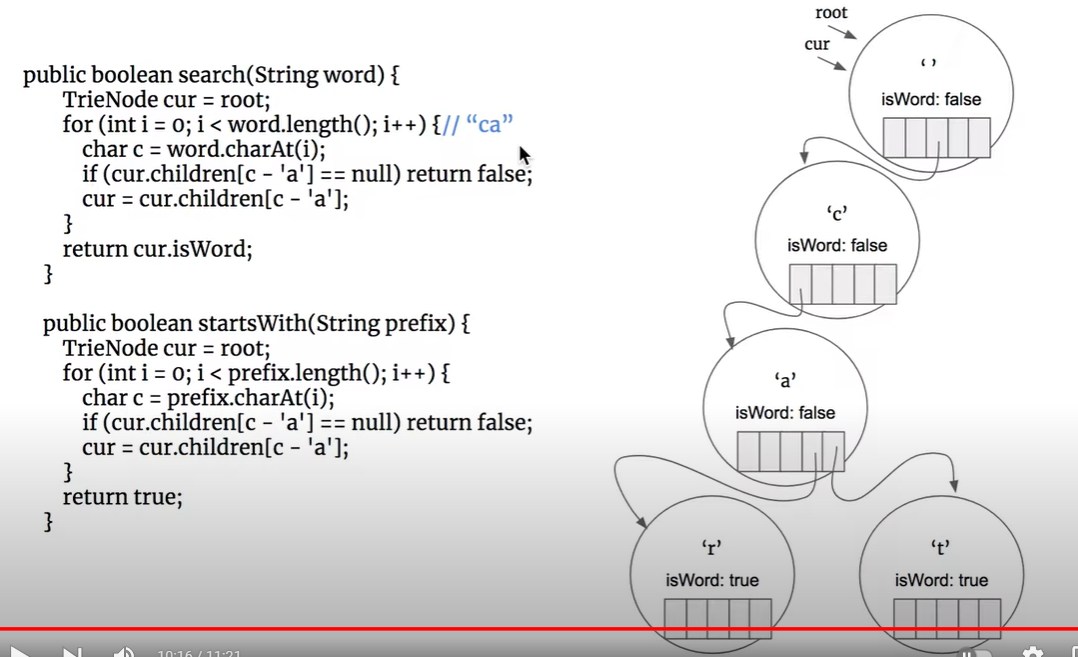 public boolean search(String word) {
TrieNode cur = root;
for (int i = 0; i < word.length(); i++) {// “ca”
char c = word.charAt(i);
if (cur.children[c - 'a'] == null) return false;
cur = cur.children[c - 'a'];
}
return cur.isWord;
}
public boolean startsWith(String prefix) {
TrieNode cur = root;
for (int i = 0; i < prefix.length(); i++) {
char c = prefix.charAt(i);
if (cur.children[c - 'a'] == null) return false;
cur = cur.children[c - 'a'];
}
return true;
}
root
cur
‘ ’
isWord: false
‘c’
isWord: false
‘a’
isWord: false
‘r’
isWord: true
‘t’
isWord: true
10:16 / 11:21